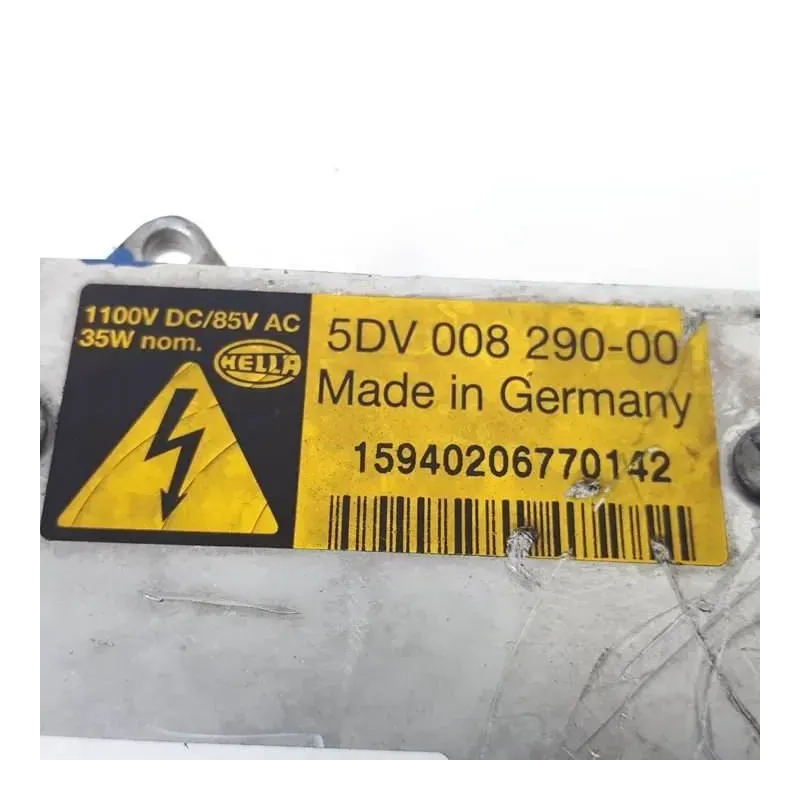 1100V DC/85V AC
35W nom.
HELLA
5DV 008 290-00
Made in Germany
15940206770142